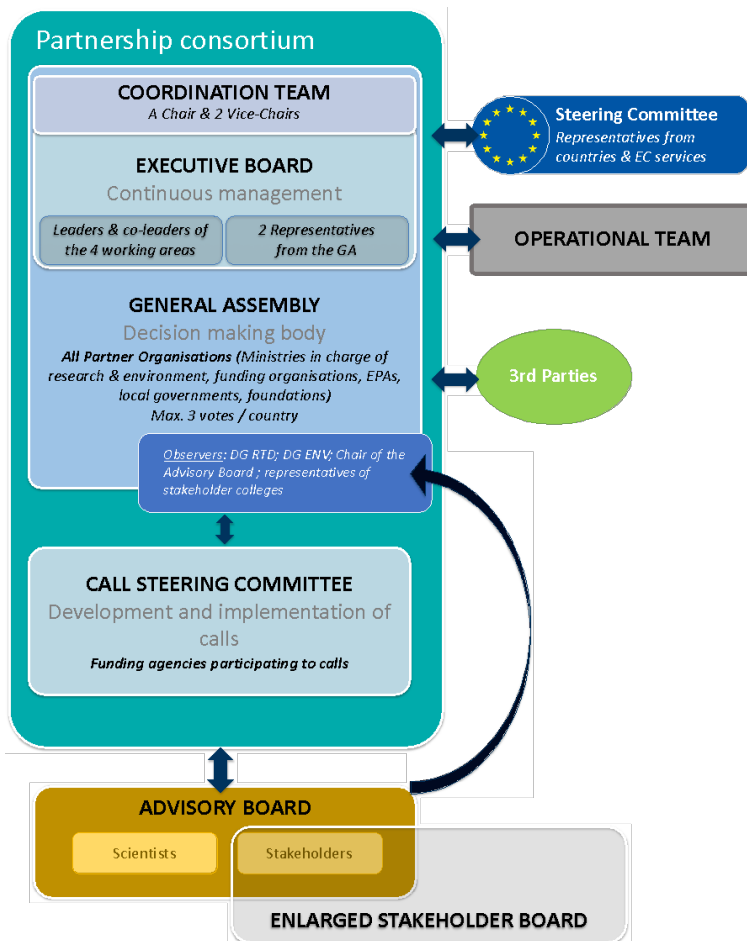 Partnership consortium
COORDINATION TEAM
A Chair & 2 Vice-Chairs
Steering Committee
Representatives from
countries & EC services
EXECUTIVE BOARD
Continuous management
Leaders & co-leaders of
the 4 working areas
2 Representatives
from the GA
OPERATIONAL TEAM
GENERAL ASSEMBLY
Decision making body
All Partner Organisations (Ministries in charge of
research & environment, funding organisations, EPAs,
local governments, foundations)
Max. 3 votes / country
3rd Parties
Observers: DG RTD; DG ENV; Chair of the
Advisory Board ; representatives of
stakeholder colleges
CALL STEERING COMMITTEE
Development and implementation of
calls
Funding agencies participating to calls
ADVISORY BOARD
Scientists
Stakeholders
ENLARGED STAKEHOLDER BOARD